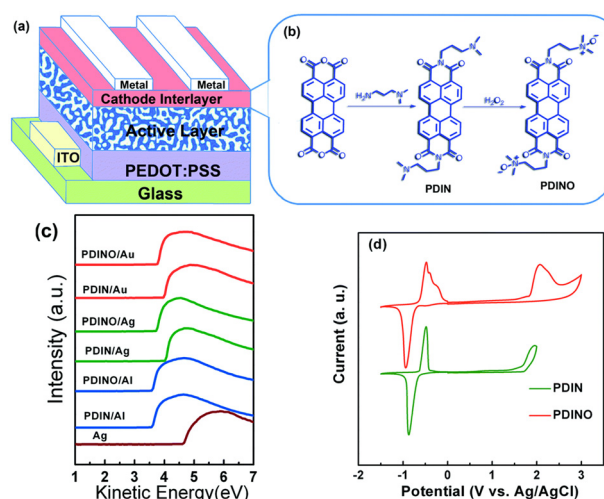 (a)
Metal
Metal
Cathode Interlayer
Active Layer
ITO
PEDOT:PSS
Glass
(b)
H₂N
N
H₂O₂
PDIN
PDINO
(c)
PDINO/Au
PDIN/Au
PDINO/Ag
PDIN/Ag
PDINO/Al
PDIN/Al
Ag
Intensity (a.u.)
1 2 3 4 5 6 7
Kinetic Energy(eV)
(d)
Current (a. u.)
PDIN
PDINO
-2 -1 0 1 2 3
Potential (V vs. Ag/AgCl)